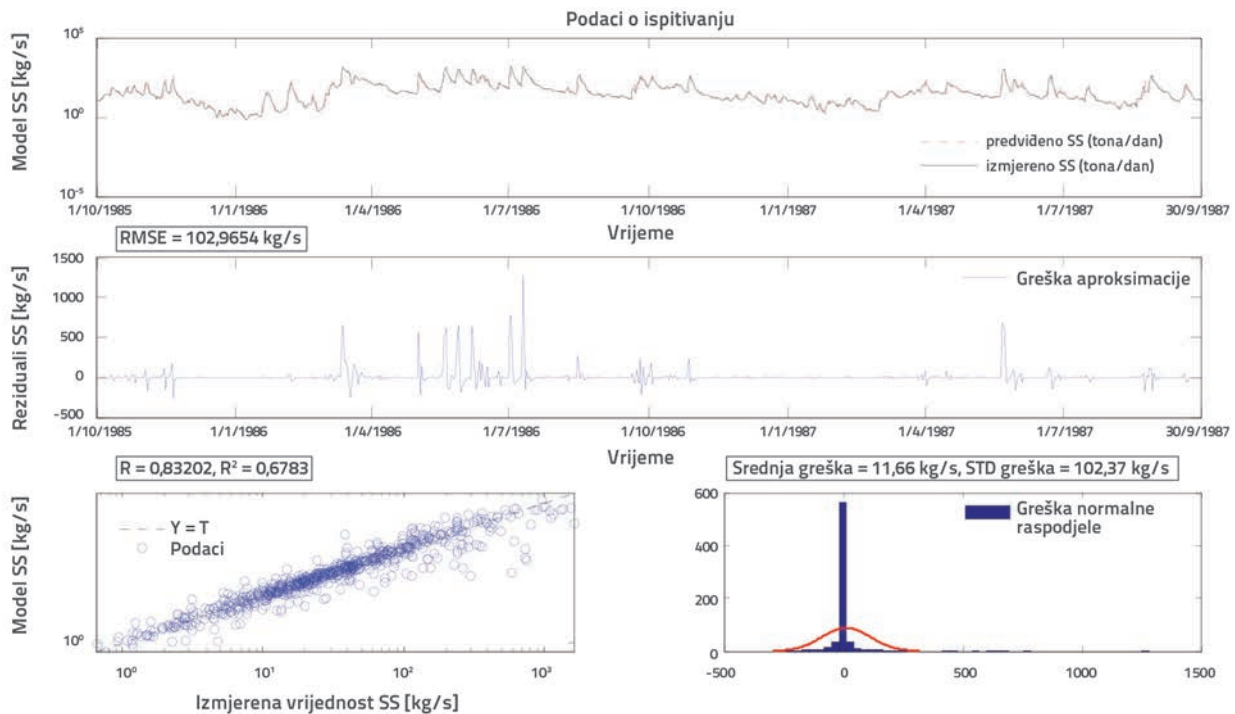 Podaci o ispitivanju
Model SS [kg/s]
10⁵
10⁰
10⁻⁵
predviđeno SS (tona/dan)
izmjereno SS (tona/dan)
1/10/1985
1/1/1986
1/4/1986
1/7/1986
1/10/1986
1/1/1987
1/4/1987
1/7/1987
30/9/1987
Vrijeme
RMSE = 102,9654 kg/s
Reziduali SS [kg/s]
1500
1000
500
0
-500
Greška aproksimacije
1/10/1985
1/1/1986
1/4/1986
1/7/1986
1/10/1986
1/1/1987
1/4/1987
1/7/1987
30/9/1987
Vrijeme
R = 0,83202, R² = 0,6783
Model SS [kg/s]
Y = T
Podaci
10⁰
10⁰
10¹
10²
10³
Izmjerena vrijednost SS [kg/s]
Srednja greška = 11,66 kg/s, STD greška = 102,37 kg/s
600
400
200
0
Greška normalne
raspodjele
-500
0
500
1000
1500